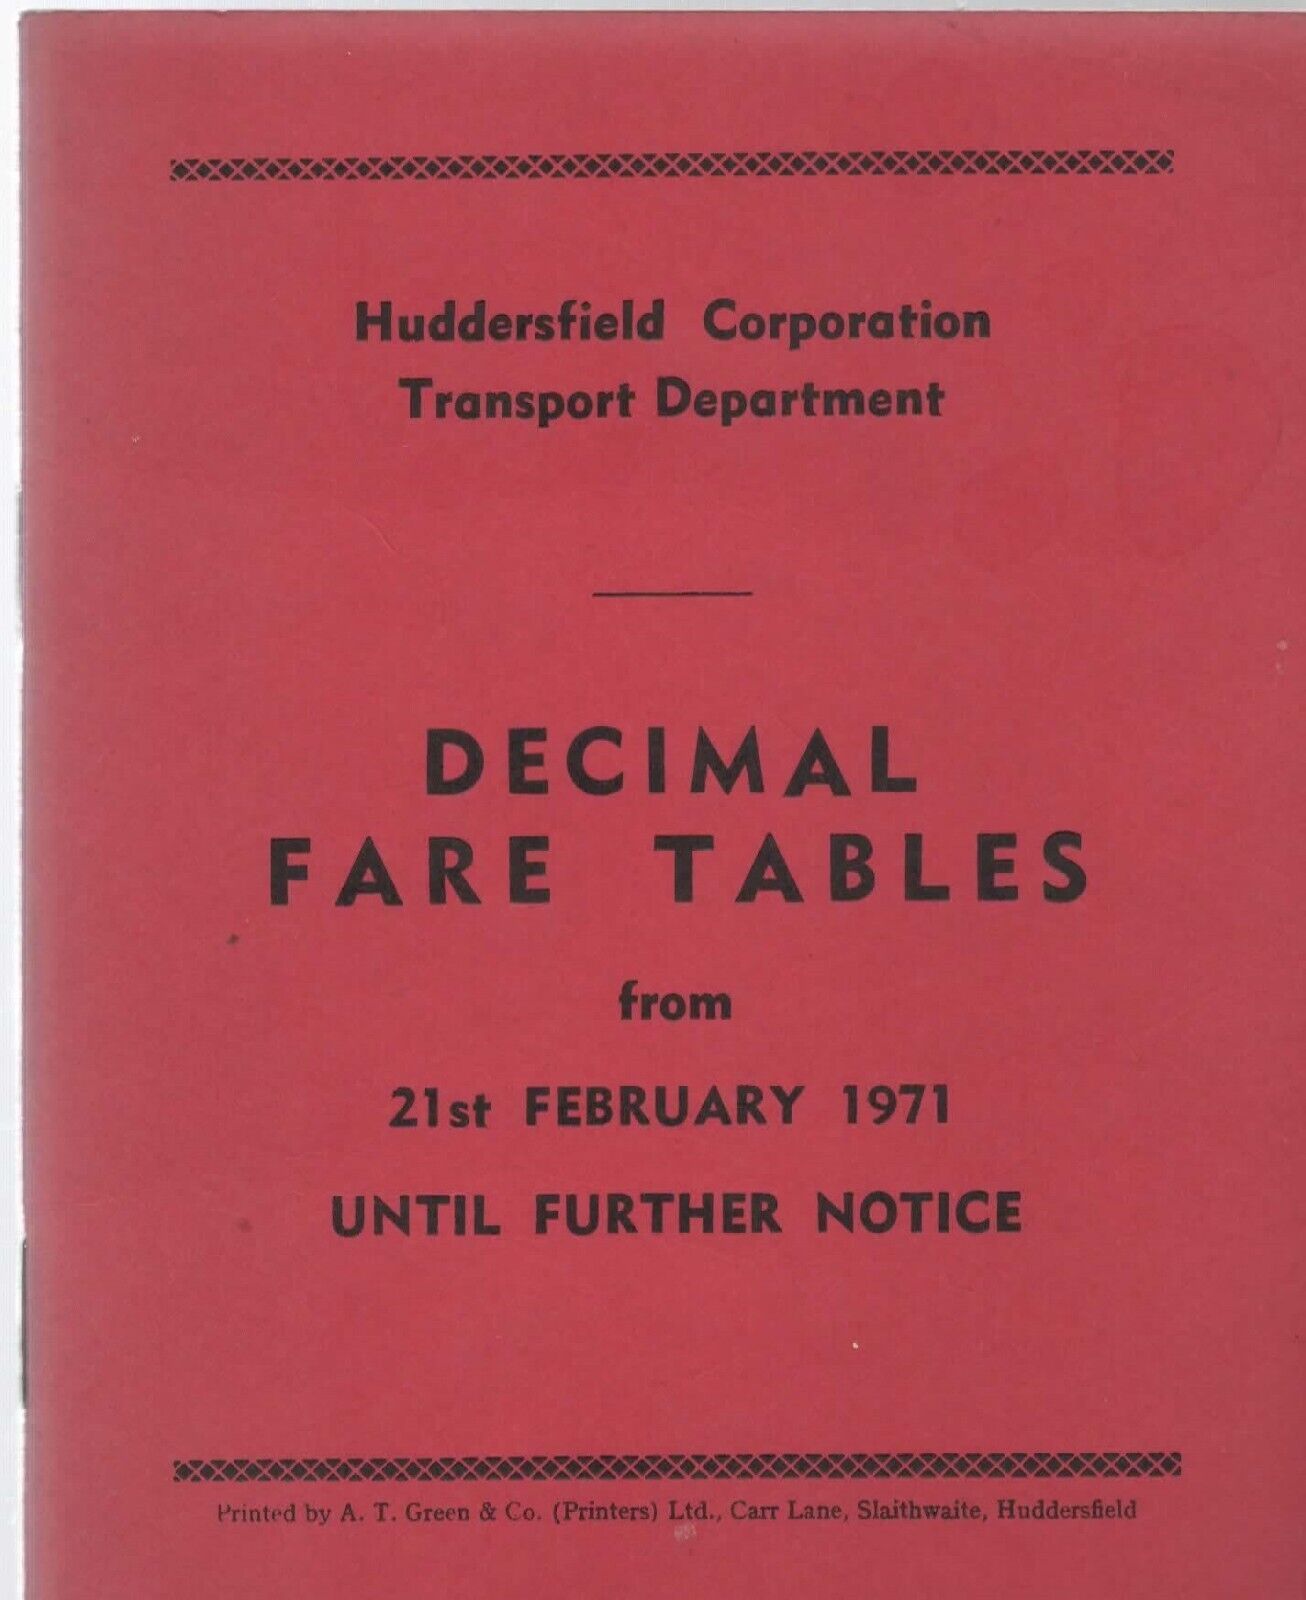 Huddersfield Corporation
Transport Department
DECIMAL
FARE TABLES
from
21st FEBRUARY 1971
UNTIL FURTHER NOTICE
Printed by A. T. Green & Co. (Printers) Ltd., Carr Lane, Slaithwaite, Huddersfield